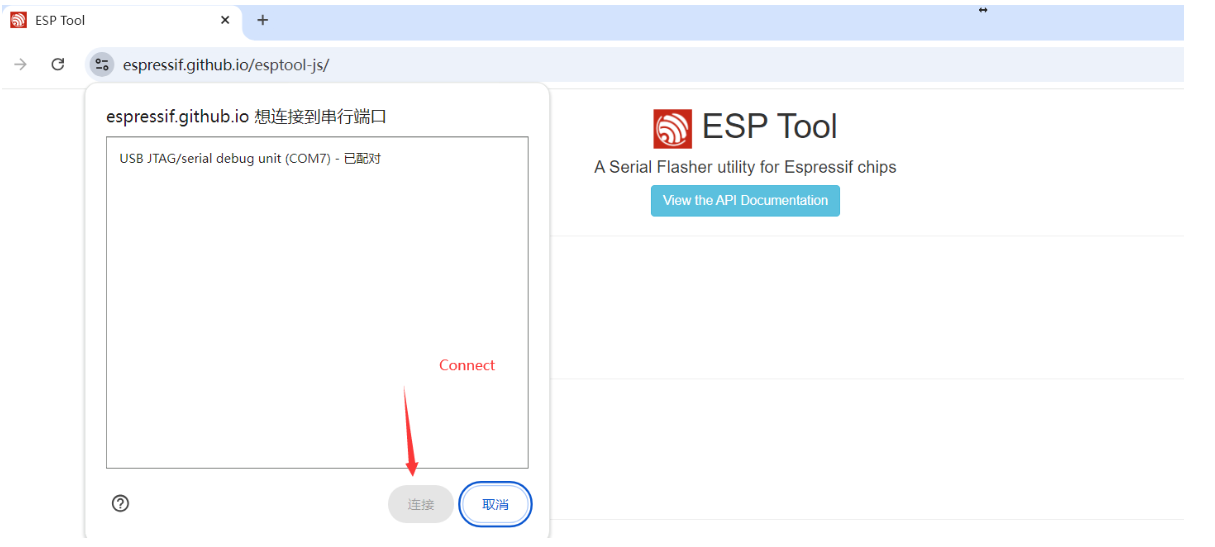 ESP Tool
espressif.github.io/esptool-js/
espressif.github.io 想连接到串行端口
USB JTAG/serial debug unit (COM7) - 已配对
Connect
连接
取消
ESP Tool
A Serial Flasher utility for Espressif chips
View the API Documentation